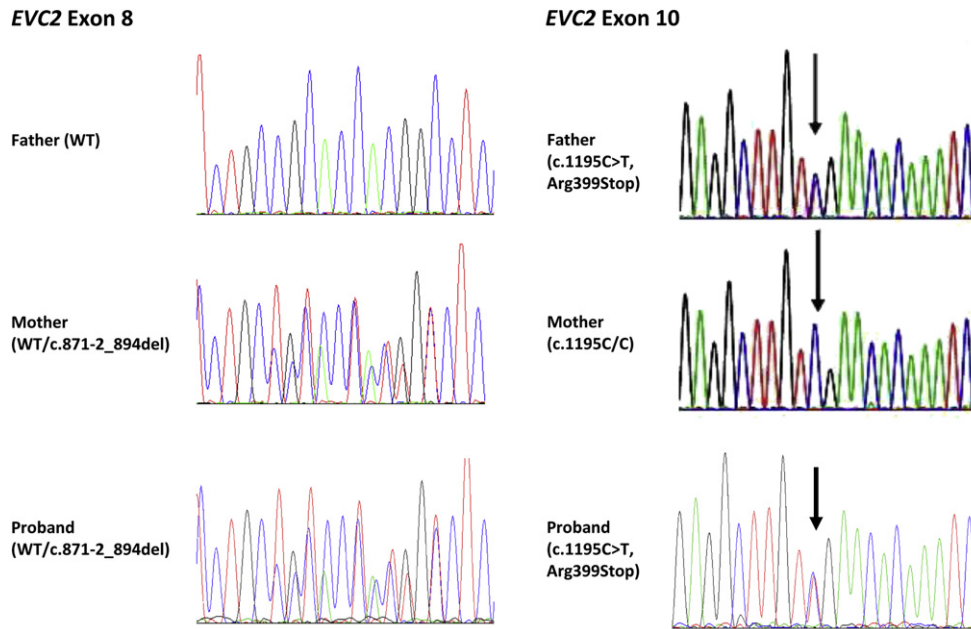 EVC2 Exon 8
Father (WT)
Mother
(WT/c.871-2_894del)
Proband
(WT/c.871-2_894del)
EVC2 Exon 10
Father
(c.1195C>T,
Arg399Stop)
Mother
(c.1195C/C)
Proband
(c.1195C>T,
Arg399Stop)